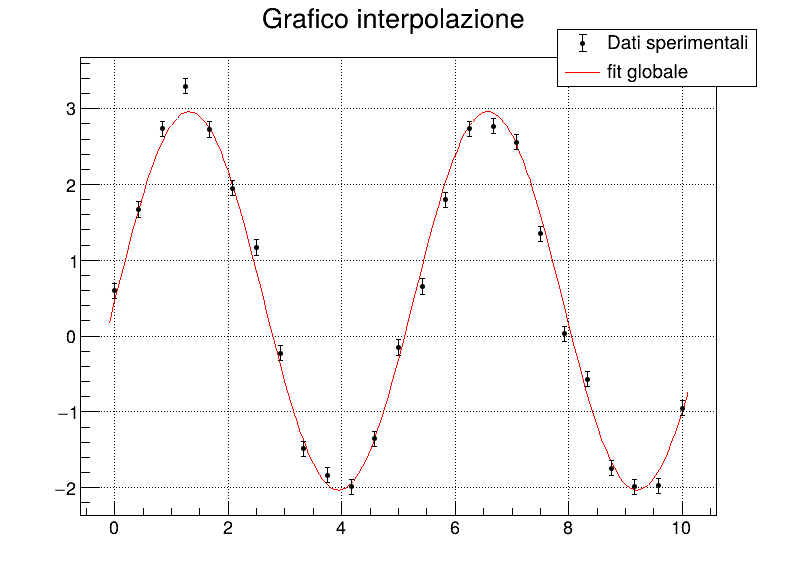 Grafico interpolazione
Dati sperimentali
fit globale
3
2
1
0
−1
−2
0 2 4 6 8 10